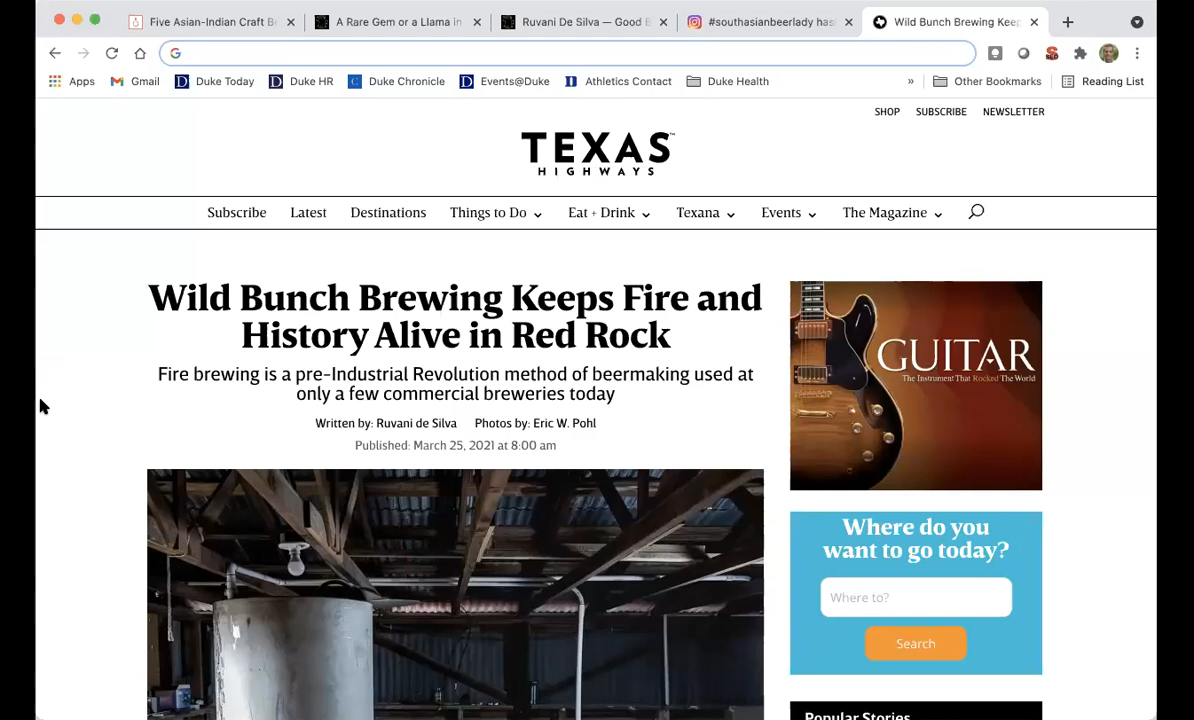 Five Asian-Indian Craft Be
A Rare Gem or a Llama in
Ruvani De Silva — Good B
#southasianbeerlady has
Wild Bunch Brewing Keep
Apps
Gmail
Duke Today
Duke HR
Duke Chronicle
Events@Duke
Athletics Contact
Duke Health
»
Other Bookmarks
Reading List
SHOP
SUBSCRIBE
NEWSLETTER
TEXAS™
HIGHWAYS
Subscribe
Latest
Destinations
Things to Do
Eat + Drink
Texana
Events
The Magazine
Wild Bunch Brewing Keeps Fire and
History Alive in Red Rock
Fire brewing is a pre-Industrial Revolution method of beermaking used at
only a few commercial breweries today
Written by: Ruvani de Silva Photos by: Eric W. Pohl
Published: March 25, 2021 at 8:00 am
GUITAR
The Instrument That Rocked The World
Where do you
want to go today?
Where to?
Search
Popular Stories